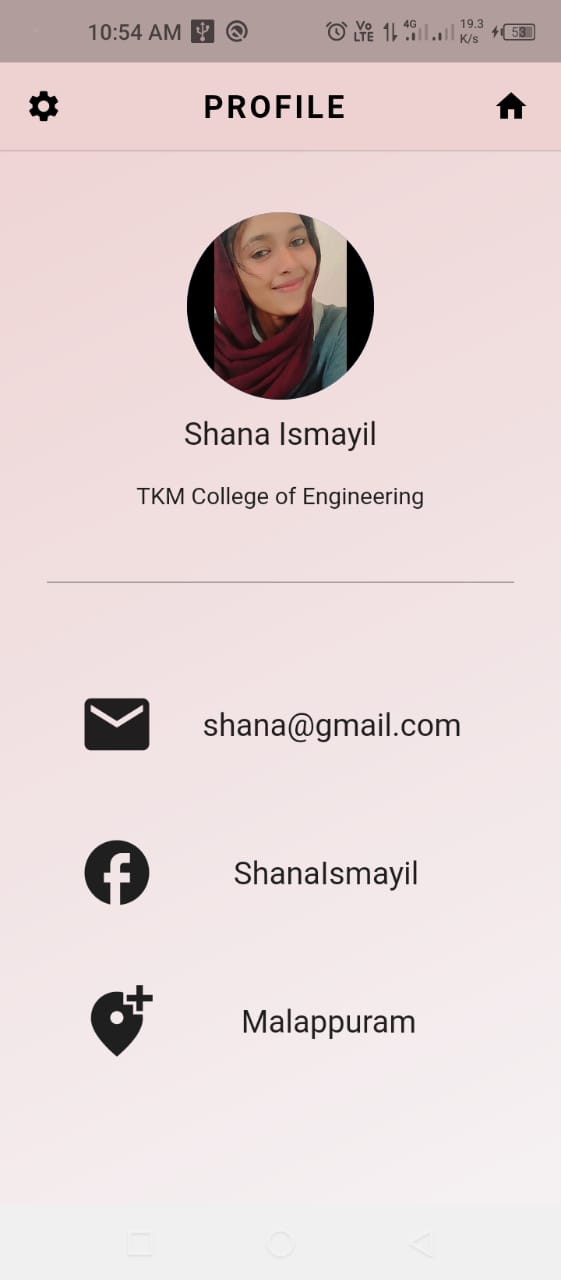 10:54 AM Vo LTE 4G 19.3 K/s 53
PROFILE
Shana Ismayil
TKM College of Engineering
shana@gmail.com
ShanaIsmayil
Malappuram